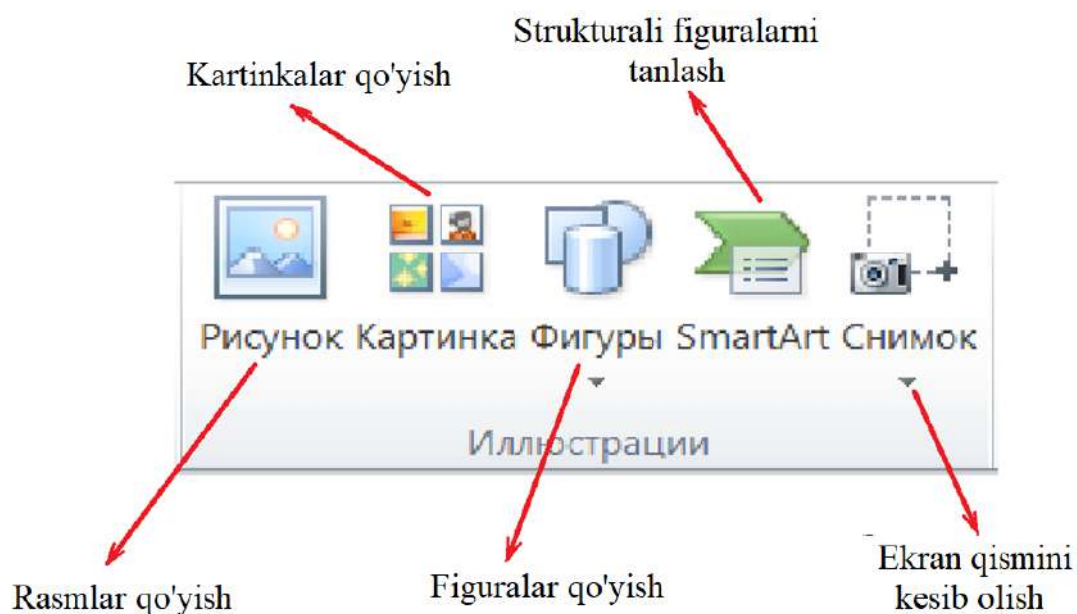 Strukturali figuralarni
tanlash
Kartinkalar qo'yish
Рисунок Картинка Фигуры SmartArt Снимок
Иллюстрации
Rasmlar qo'yish
Figuralar qo'yish
Ekran qismini
kesib olish